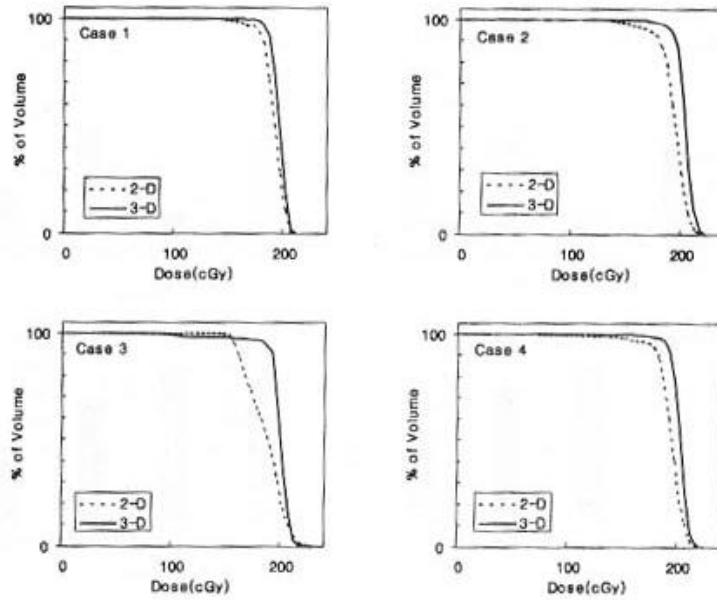 100
Case 1
% of Volume
2-D
3-D
0
0
100
200
Dose(cGy)
100
Case 2
% of Volume
2-D
3-D
0
0
100
200
Dose(cGy)
100
Case 3
% of Volume
2-D
3-D
0
0
100
200
Dose(cGy)
100
Case 4
% of Volume
2-D
3-D
0
0
100
200
Dose(cGy)